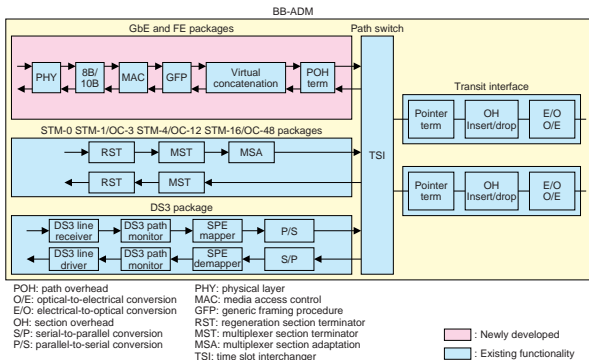 BB-ADM
GbE and FE packages
Path switch
PHY
8B/
10B
MAC
GFP
Virtual
concatenation
POH
term
Transit interface
Pointer
term
OH
Insert/drop
E/O
O/E
STM-0 STM-1/OC-3 STM-4/OC-12 STM-16/OC-48 packages
RST
MST
MSA
TSI
RST
MST
Pointer
term
OH
Insert/drop
E/O
O/E
DS3 package
DS3 line
receiver
DS3 path
monitor
SPE
mapper
P/S
DS3 line
driver
DS3 path
monitor
SPE
demapper
S/P
POH: path overhead
O/E: optical-to-electrical conversion
E/O: electrical-to-optical conversion
OH: section overhead
S/P: serial-to-parallel conversion
P/S: parallel-to-serial conversion
PHY: physical layer
MAC: media access control
GFP: generic framing procedure
RST: regeneration section terminator
MST: multiplexer section terminator
MSA: multiplexer section adaptation
TSI: time slot interchanger
: Newly developed
: Existing functionality